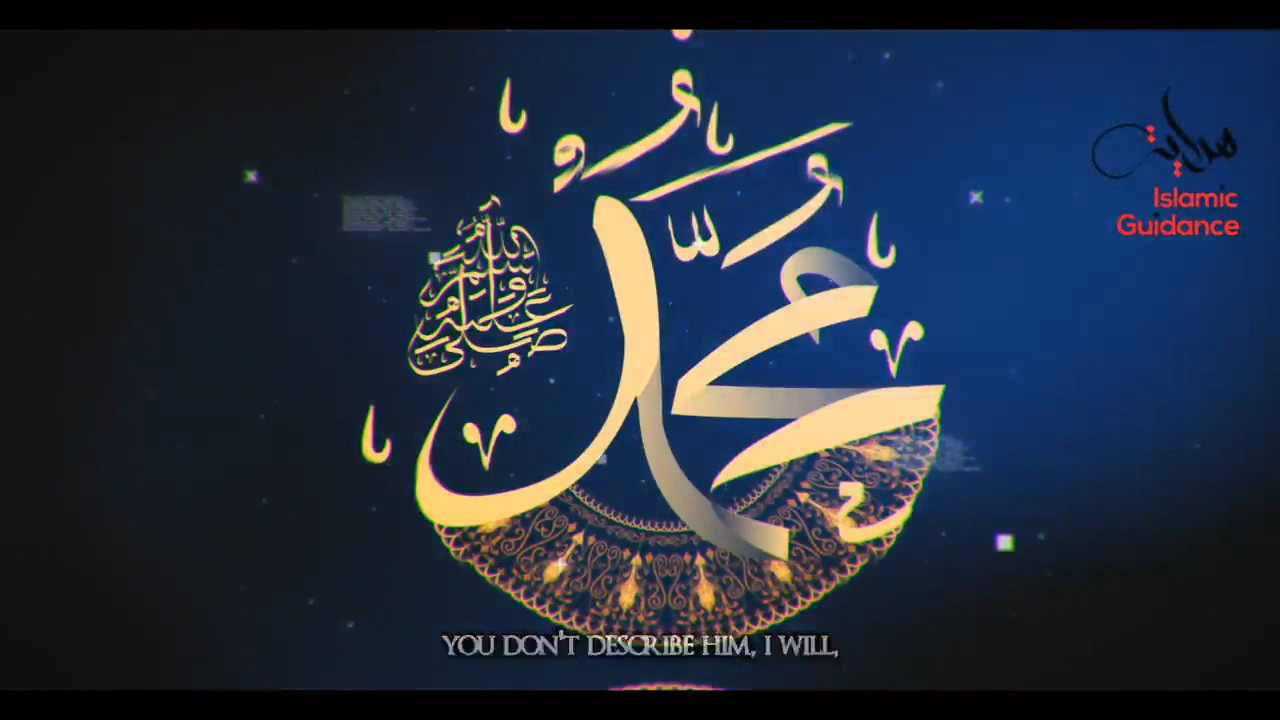 محمد
صلى الله عليه وسلم
هداية
Islamic
Guidance
YOU DON'T DESCRIBE HIM, I WILL,